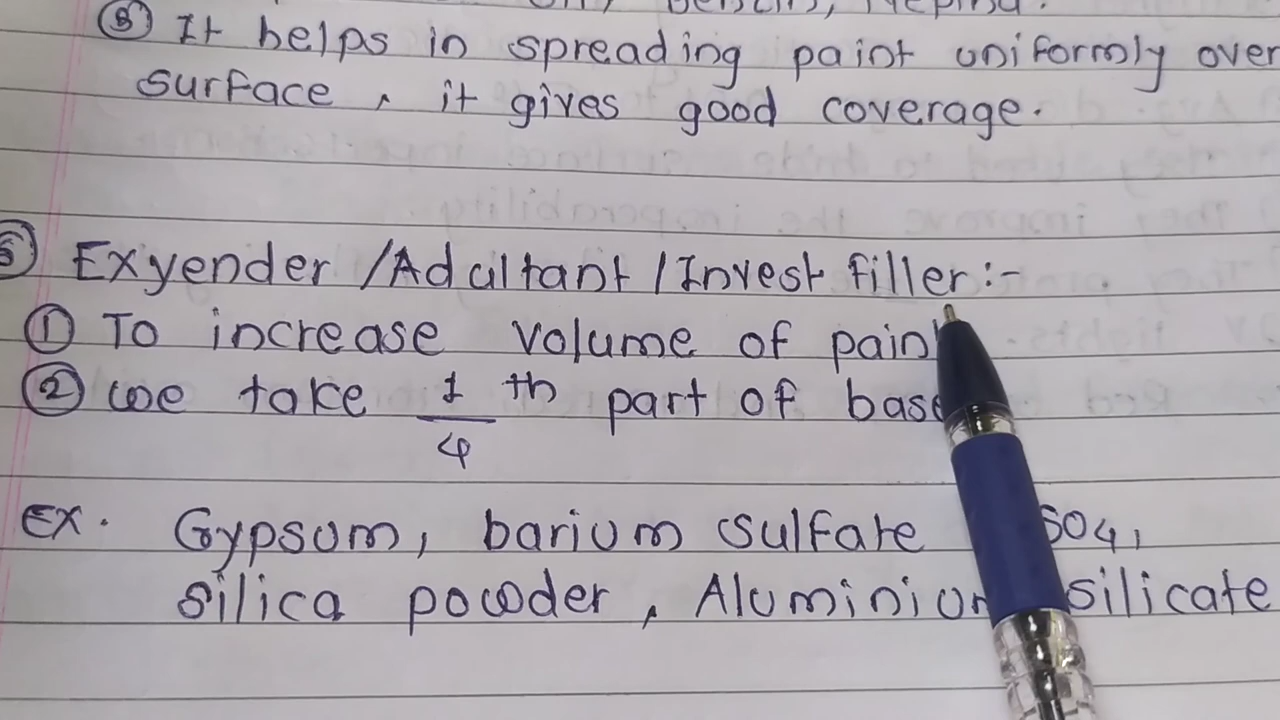 ③ It helps in spreading paint uniformly over
surface, it gives good coverage.
Exyender / Adultant / Invest filler :-
① To increase volume of pain
② we take 1/4 th part of bas
Ex. Gypsum, barium sulfate SO4,
silica powder, Aluminium silicate